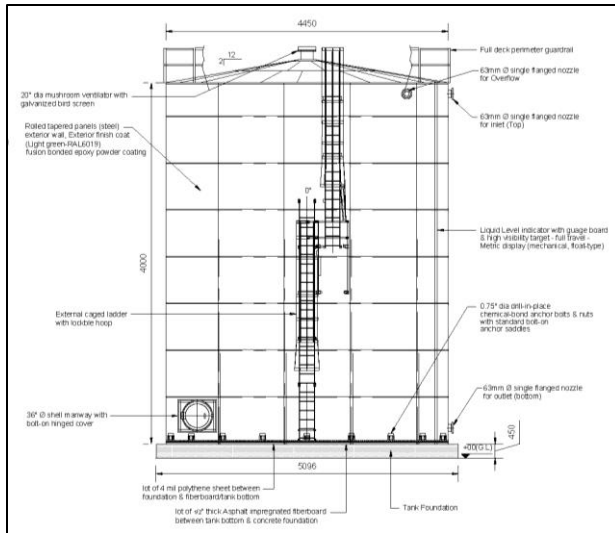 4450
12
2
Full deck perimeter guardrail
63mm Ø single flanged nozzle
for Overflow
20" dia mushroom ventilator with
galvanized bird screen
63mm Ø single flanged nozzle
for inlet (Top)
Rolled tapered panels (steel)
exterior wall, Exterior finish coat
(Light green-RAL6019)
fusion bonded epoxy powder coating
0°
Liquid Level indicator with guage board
& high visibility target - full travel -
Metric display (mechanical, float-type)
4000
External caged ladder
with lockble hoop
0.75" dia drill-in-place
chemical-bond anchor bolts & nuts
with standard bolt-on
anchor saddles
36" Ø shell manway with
bolt-on hinged cover
63mm Ø single flanged nozzle
for outlet (bottom)
450
+00(G.L)
5096
lot of 4 mil polythene sheet between
foundation & fiberboard/tank bottom
Tank Foundation
lot of ½" thick Asphalt impregnated fiberboard
between tank bottom & concrete foundation